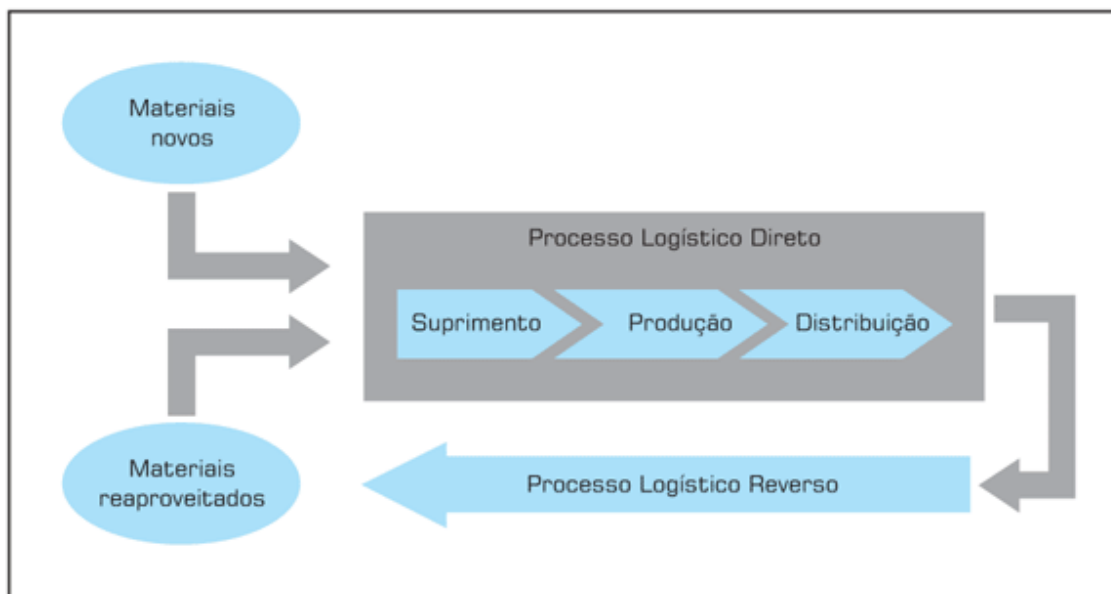 Materiais
novos
Processo Logístico Direto
Suprimento
Produção
Distribuição
Materiais
reaproveitados
Processo Logístico Reverso